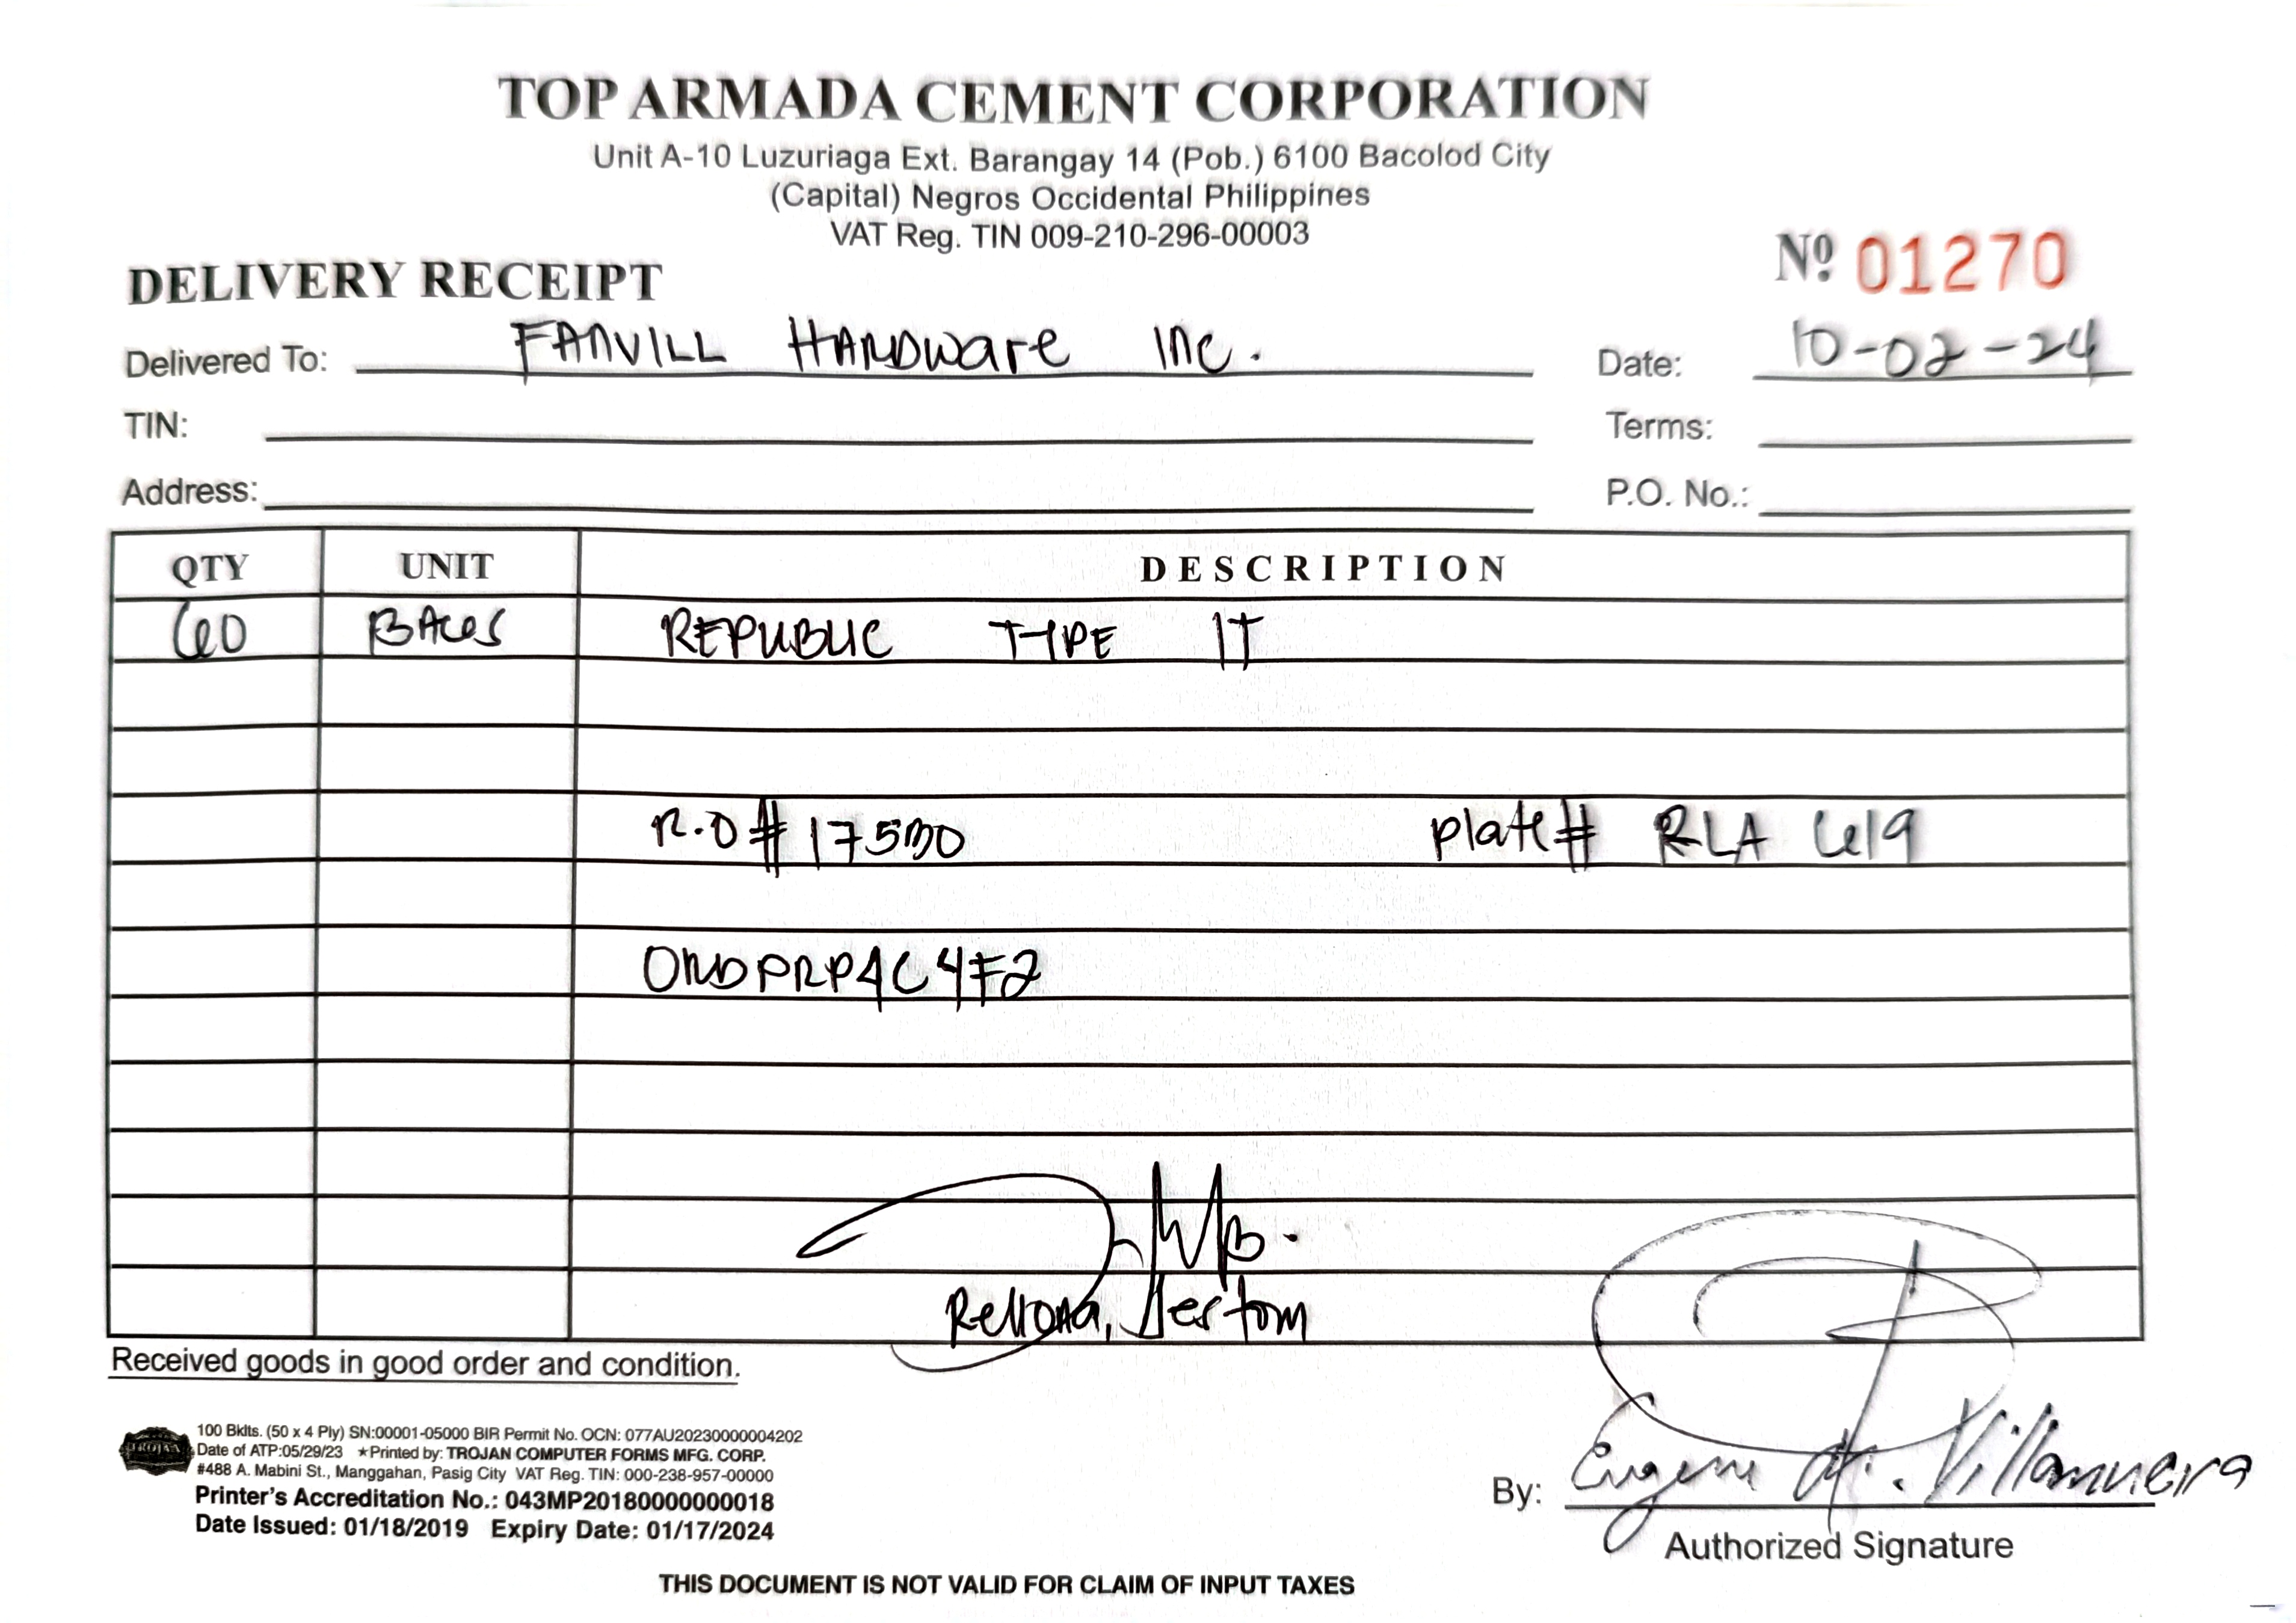 TOP ARMADA CEMENT CORPORATION
Unit A-10 Luzuriaga Ext. Barangay 14 (Pob.) 6100 Bacolod City
(Capital) Negros Occidental Philippines
VAT Reg. TIN 009-210-296-00003
DELIVERY RECEIPT
Nº 01270
Delivered To: FANVILL HARDware Inc.
Date: 10-02-24
TIN:
Terms:
Address:
P.O. No.:
QTY UNIT DESCRIPTION
60 BAGS REPUBLIC TYPE 1T
R.O # 17530 plate# RLA 619
Rellona, Jestom
Received goods in good order and condition.
TROJAN
100 Bklts. (50 x 4 Ply) SN:00001-05000 BIR Permit No. OCN: 077AU20230000004202
Date of ATP:05/29/23 ★Printed by: TROJAN COMPUTER FORMS MFG. CORP.
#488 A. Mabini St., Manggahan, Pasig City VAT Reg. TIN: 000-238-957-00000
Printer's Accreditation No.: 043MP20180000000018
Date Issued: 01/18/2019 Expiry Date: 01/17/2024
By: Eugene M. Villanueva
Authorized Signature
THIS DOCUMENT IS NOT VALID FOR CLAIM OF INPUT TAXES